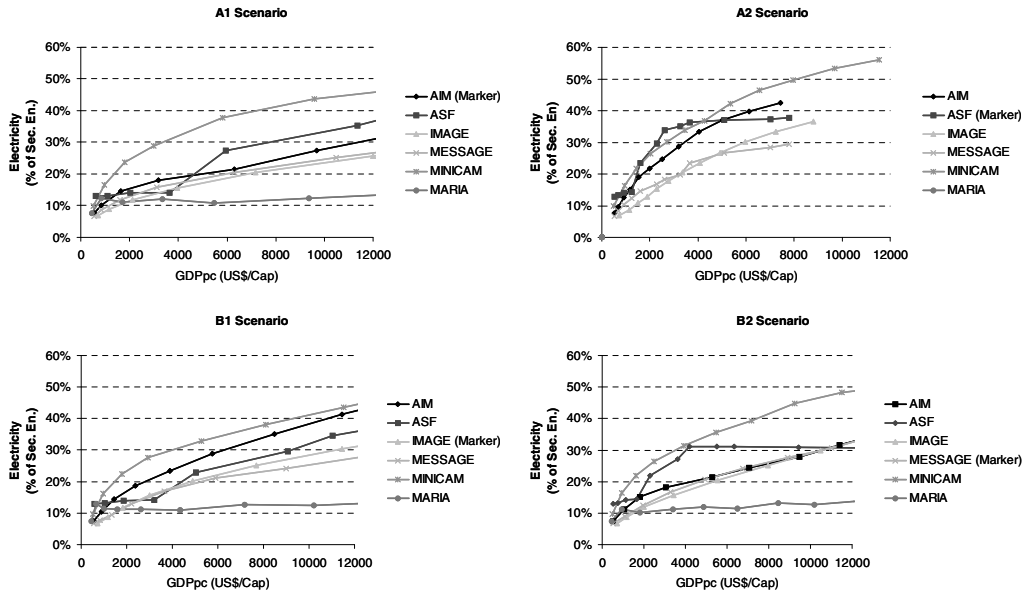 A1 Scenario
60%
50%
40%
30%
20%
10%
0%
Electricity
(% of Sec. En.)
0 2000 4000 6000 8000 10000 12000
GDPpc (US$/Cap)
AIM (Marker)
ASF
IMAGE
MESSAGE
MINICAM
MARIA
A2 Scenario
60%
50%
40%
30%
20%
10%
0%
Electricity
(% of Sec. En)
0 2000 4000 6000 8000 10000 12000
GDPpc (US$/Cap)
AIM
ASF (Marker)
IMAGE
MESSAGE
MINICAM
MARIA
B1 Scenario
60%
50%
40%
30%
20%
10%
0%
Electricity
(% of Sec. En.)
0 2000 4000 6000 8000 10000 12000
GDPpc (US$/Cap)
AIM
ASF
IMAGE (Marker)
MESSAGE
MINICAM
MARIA
B2 Scenario
60%
50%
40%
30%
20%
10%
0%
Electricity
(% of Sec. En.)
0 2000 4000 6000 8000 10000 12000
GDPpc (US$/Cap)
AIM
ASF
IMAGE
MESSAGE (Marker)
MINICAM
MARIA